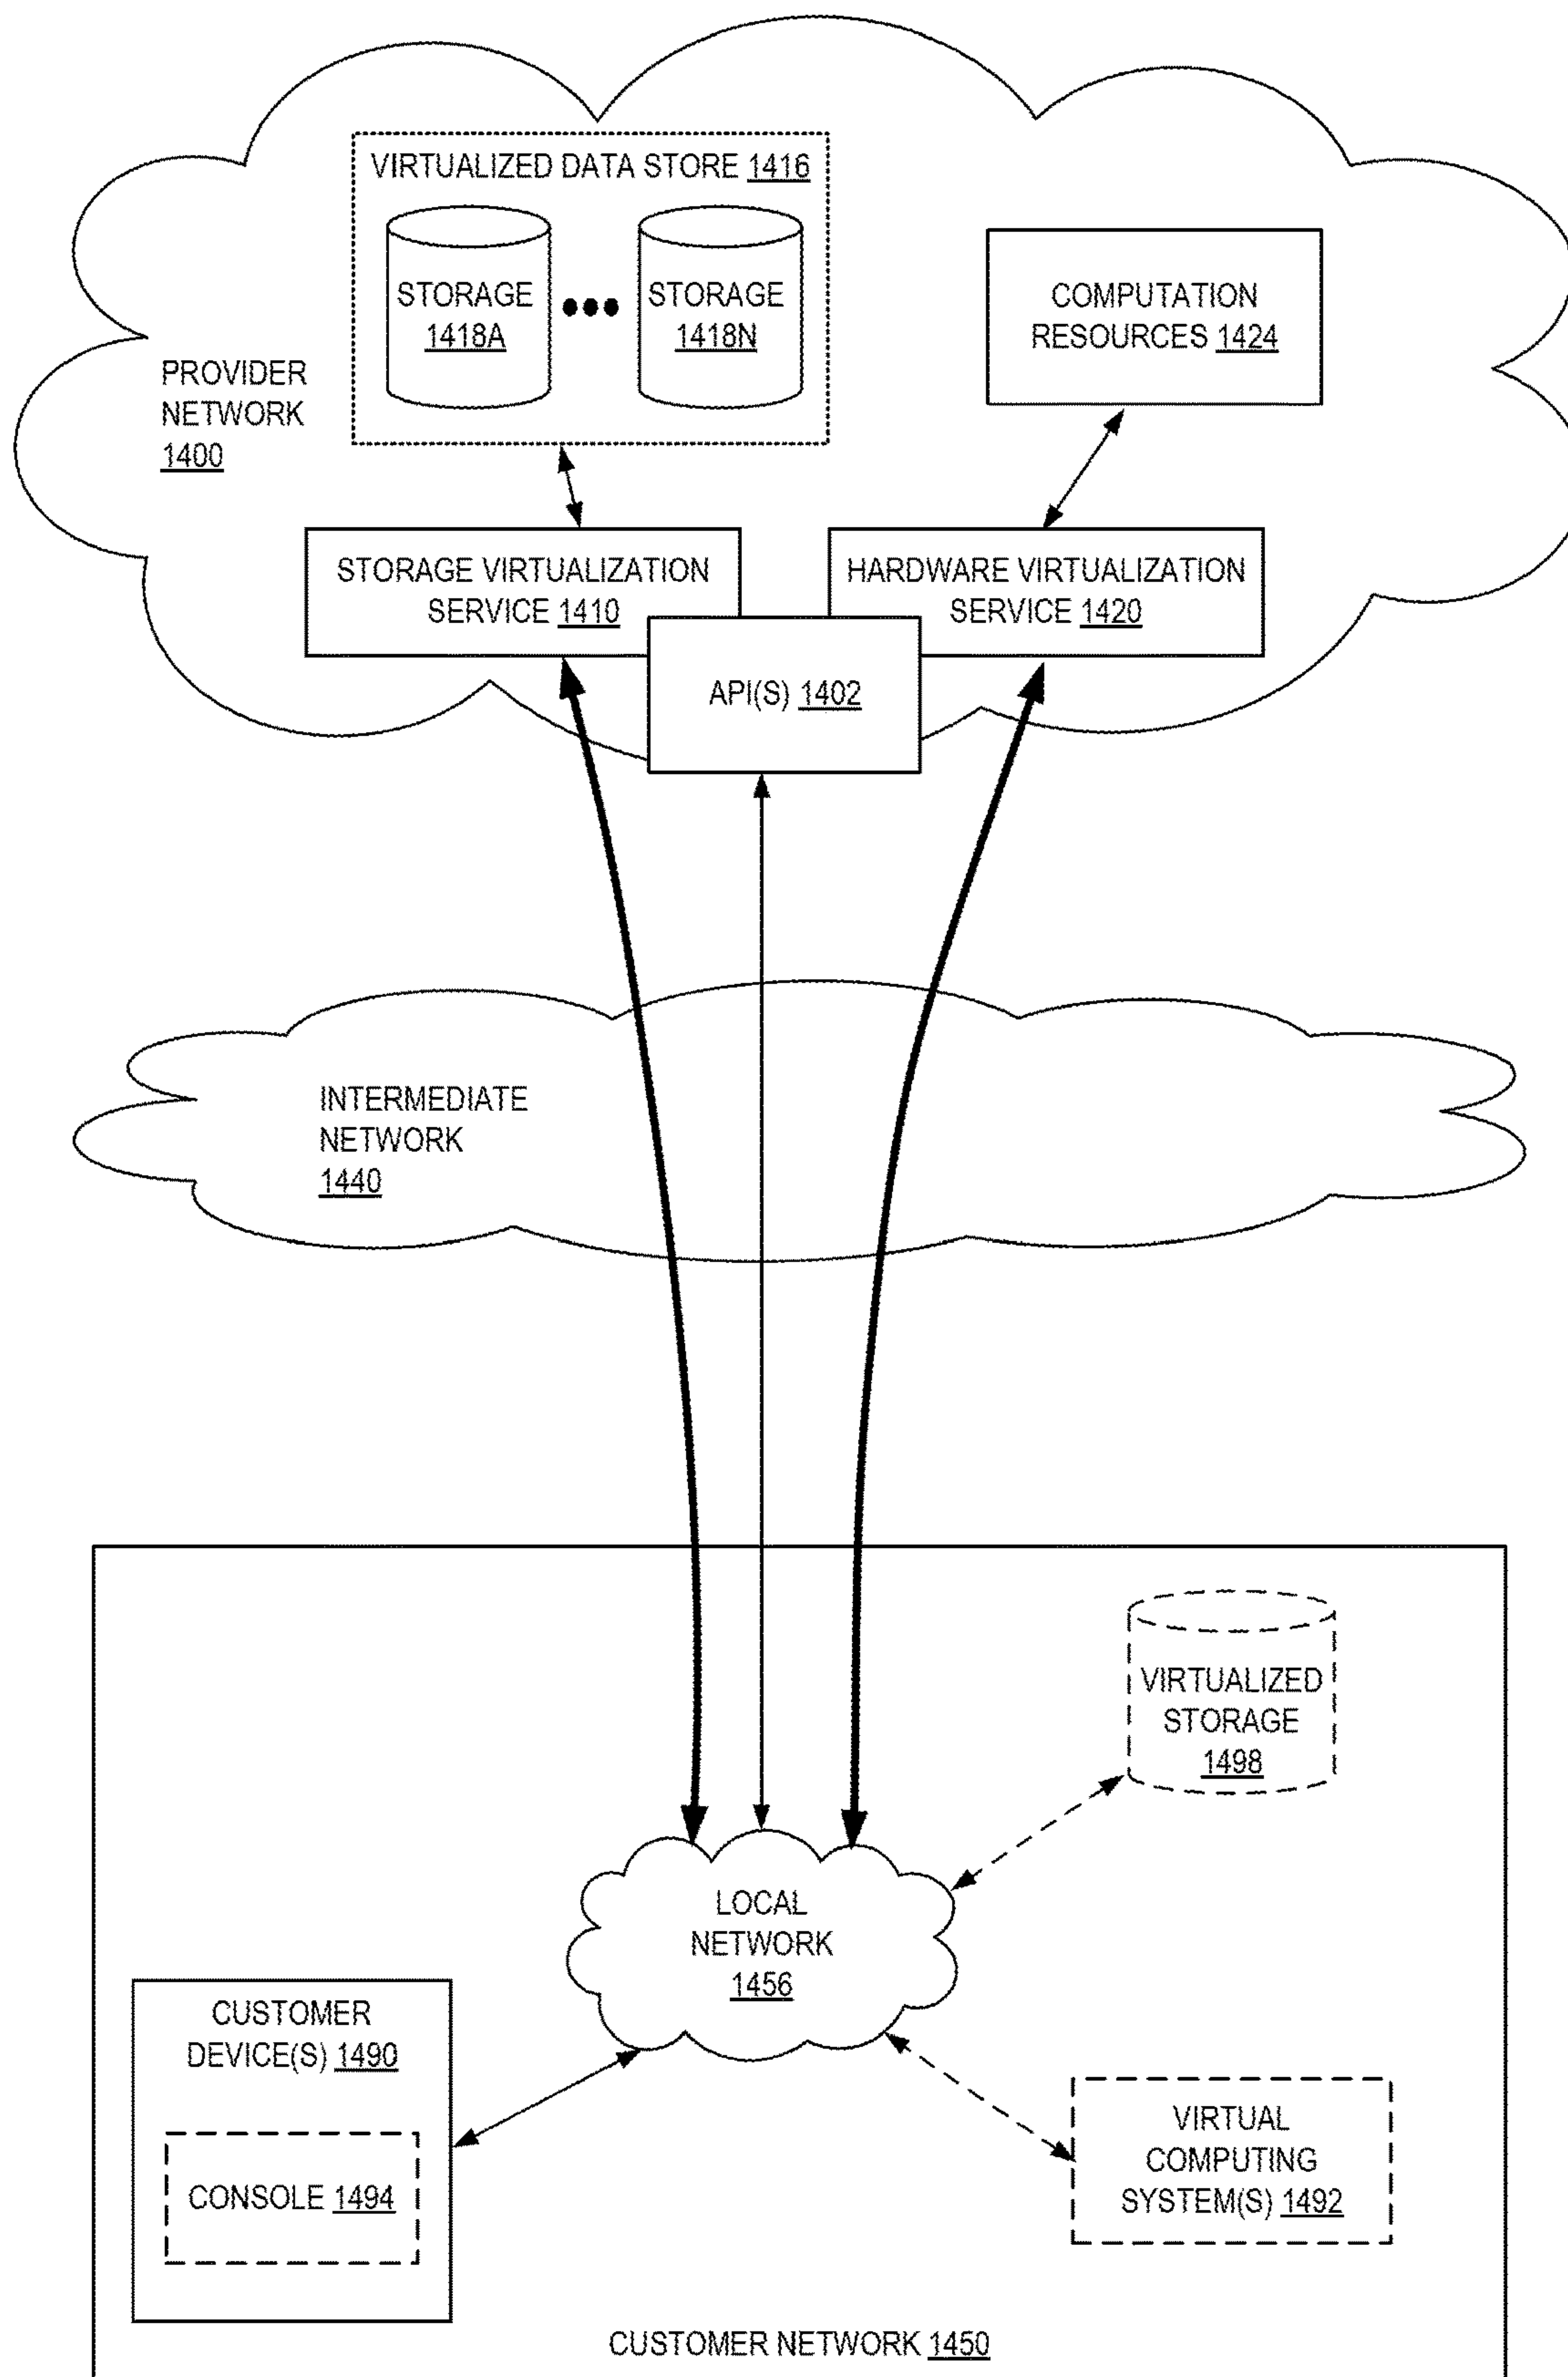 VIRTUALIZED DATA STORE 1416
STORAGE
1418A
STORAGE
1418N
COMPUTATION
RESOURCES 1424
PROVIDER
NETWORK
1400
STORAGE VIRTUALIZATION
SERVICE 1410
HARDWARE VIRTUALIZATION
SERVICE 1420
API(S) 1402
INTERMEDIATE
NETWORK
1440
VIRTUALIZED
STORAGE
1498
LOCAL
NETWORK
1456
CUSTOMER
DEVICE(S) 1490
CONSOLE 1494
VIRTUAL
COMPUTING
SYSTEM(S) 1492
CUSTOMER NETWORK 1450